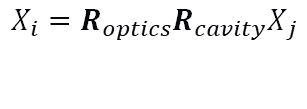 X_i = R_optics R_cavity X_j